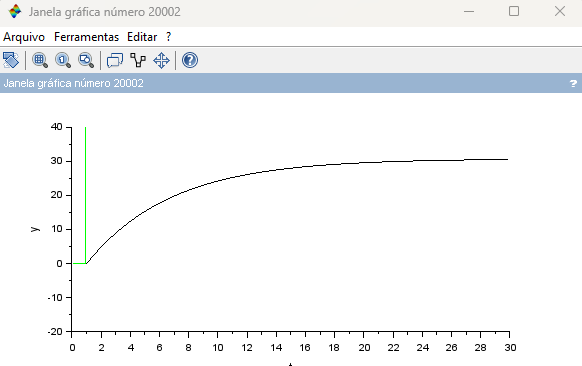 Janela gráfica número 20002
Arquivo Ferramentas Editar ?
Janela gráfica número 20002 ?
40
30
20
10
0
-10
-20
y
0 2 4 6 8 10 12 14 16 18 20 22 24 26 28 30